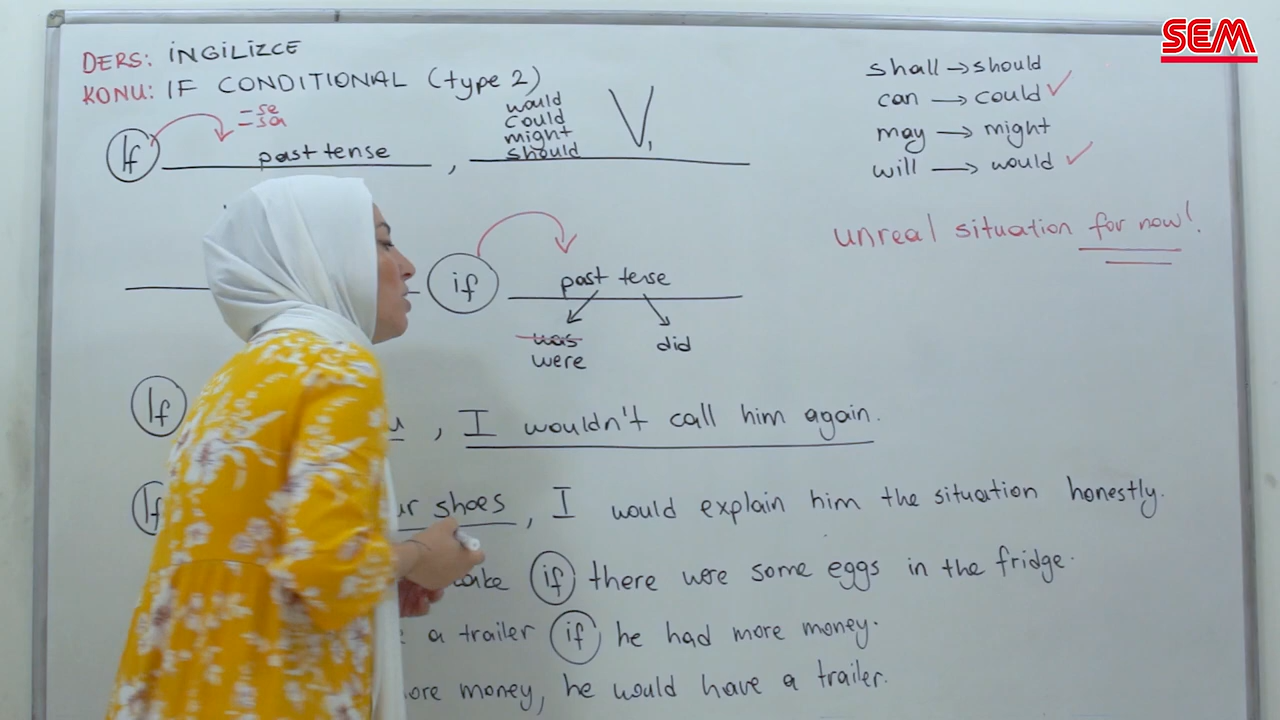 SEM
DERS: İNGİLİZCE
KONU: IF CONDITIONAL (type 2)
If
=se
=sa
past tense ,
would
could
might
should
V1
shall → should
can → could ✓
may → might
will → would ✓
unreal situation for now!
if past tense
was
were
did
If , I wouldn't call him again.
If shoes , I would explain him the situation honestly.
if there were some eggs in the fridge.
a trailer if he had more money.
money, he would have a trailer.